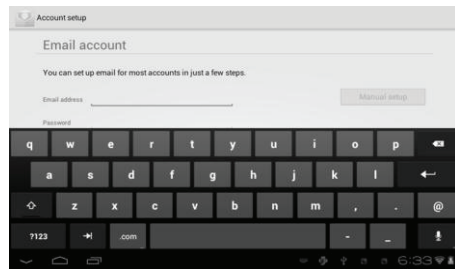 Account setup
Email account
You can set up email for most accounts in just a few steps.
Email address
Manual setup
Password
q w e r t y u i o p
a s d f g h j k l
z x c v b n m , . @
?123 .com - _
6:33